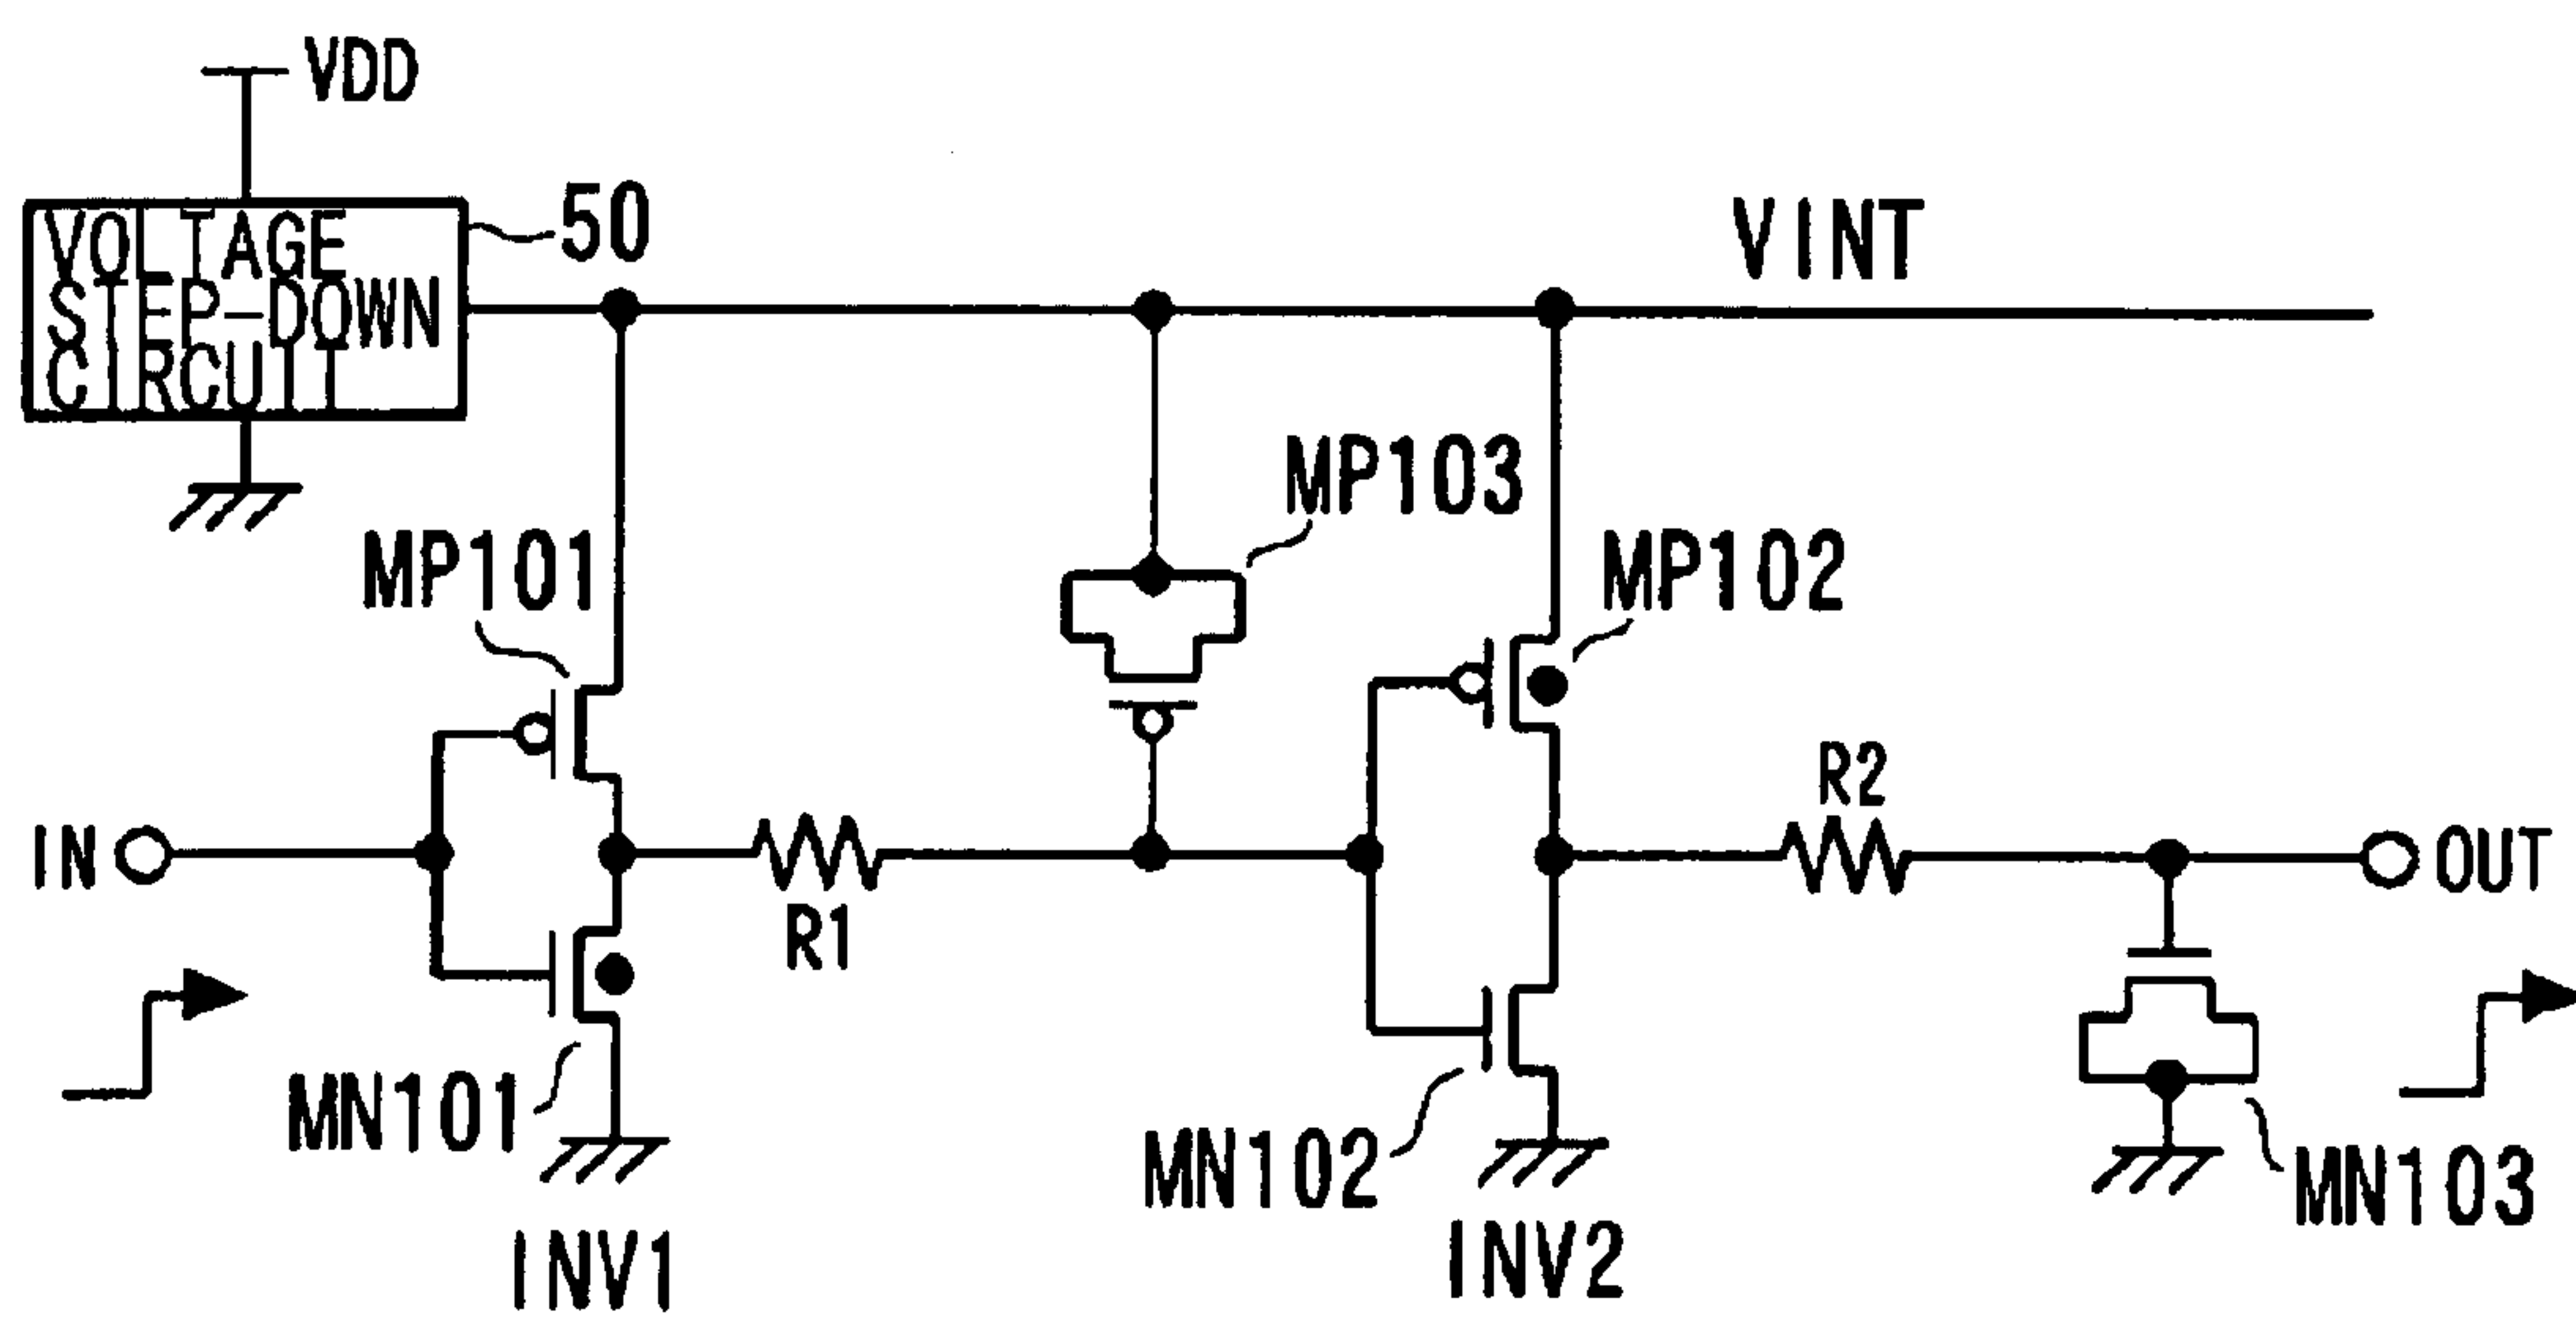 VDD
VOLTAGE
STEP-DOWN
CIRCUIT
50
VINT
MP103
MP101
MP102
R2
IN
OUT
R1
MN101
MN102
MN103
INV1
INV2